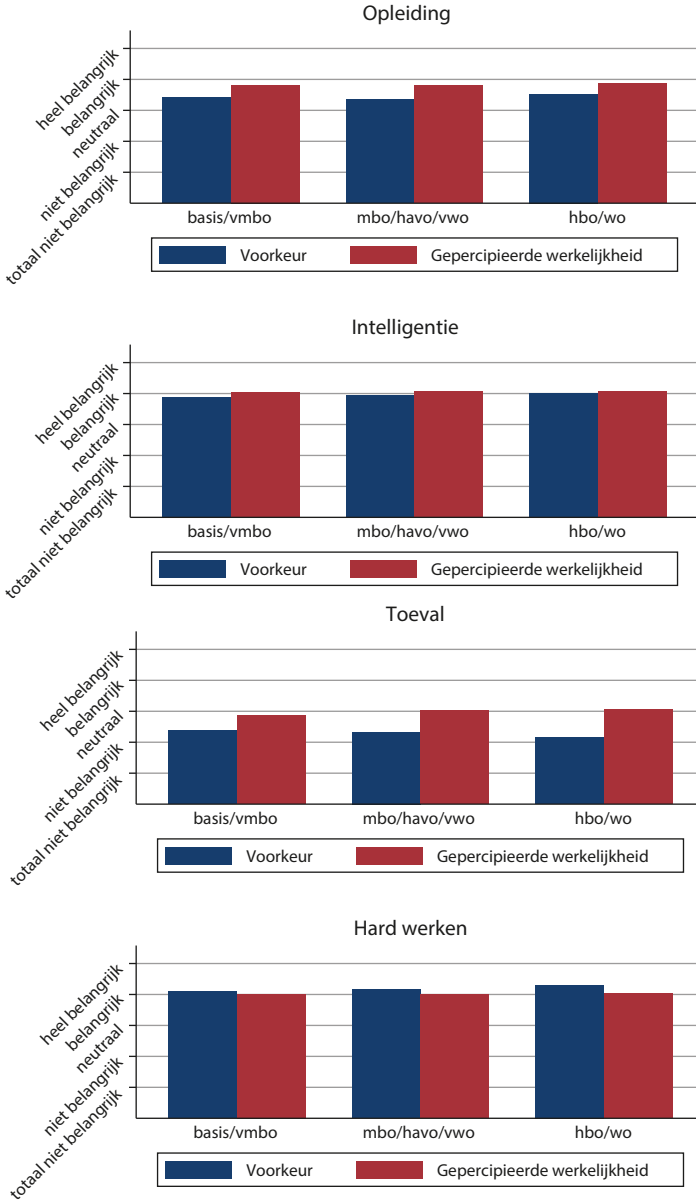 Opleiding
heel belangrijk
belangrijk
neutraal
niet belangrijk
totaal niet belangrijk
basis/vmbo mbo/havo/vwo hbo/wo
Voorkeur Gepercipieerde werkelijkheid
Intelligentie
heel belangrijk
belangrijk
neutraal
niet belangrijk
totaal niet belangrijk
basis/vmbo mbo/havo/vwo hbo/wo
Voorkeur Gepercipieerde werkelijkheid
Toeval
heel belangrijk
belangrijk
neutraal
niet belangrijk
totaal niet belangrijk
basis/vmbo mbo/havo/vwo hbo/wo
Voorkeur Gepercipieerde werkelijkheid
Hard werken
heel belangrijk
belangrijk
neutraal
niet belangrijk
totaal niet belangrijk
basis/vmbo mbo/havo/vwo hbo/wo
Voorkeur Gepercipieerde werkelijkheid